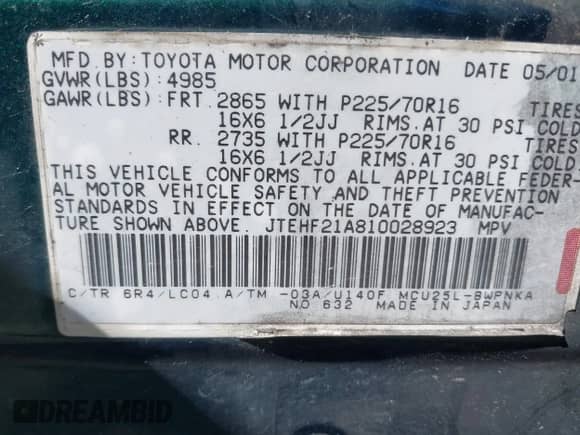 MFD.BY:TOYOTA MOTOR CORPORATION DATE 05/01
GVWR(LBS):4985
GAWR(LBS):FRT. 2865 WITH P225/70R16 TIRES
16X6 1/2JJ RIMS.AT 30 PSI COLD
RR. 2735 WITH P225/70R16 TIRES
16X6 1/2JJ RIMS.AT 30 PSI COLD
THIS VEHICLE CONFORMS TO ALL APPLICABLE FEDER-
AL MOTOR VEHICLE SAFETY AND THEFT PREVENTION
STANDARDS IN EFFECT ON THE DATE OF MANUFAC-
TURE SHOWN ABOVE. JTEHF21A810028923 MPV
C/TR 6R4/LC04.A/TM -03A/U140F MCU25L-BWPNKA
NO 632 MADE IN JAPAN
DREAMBID